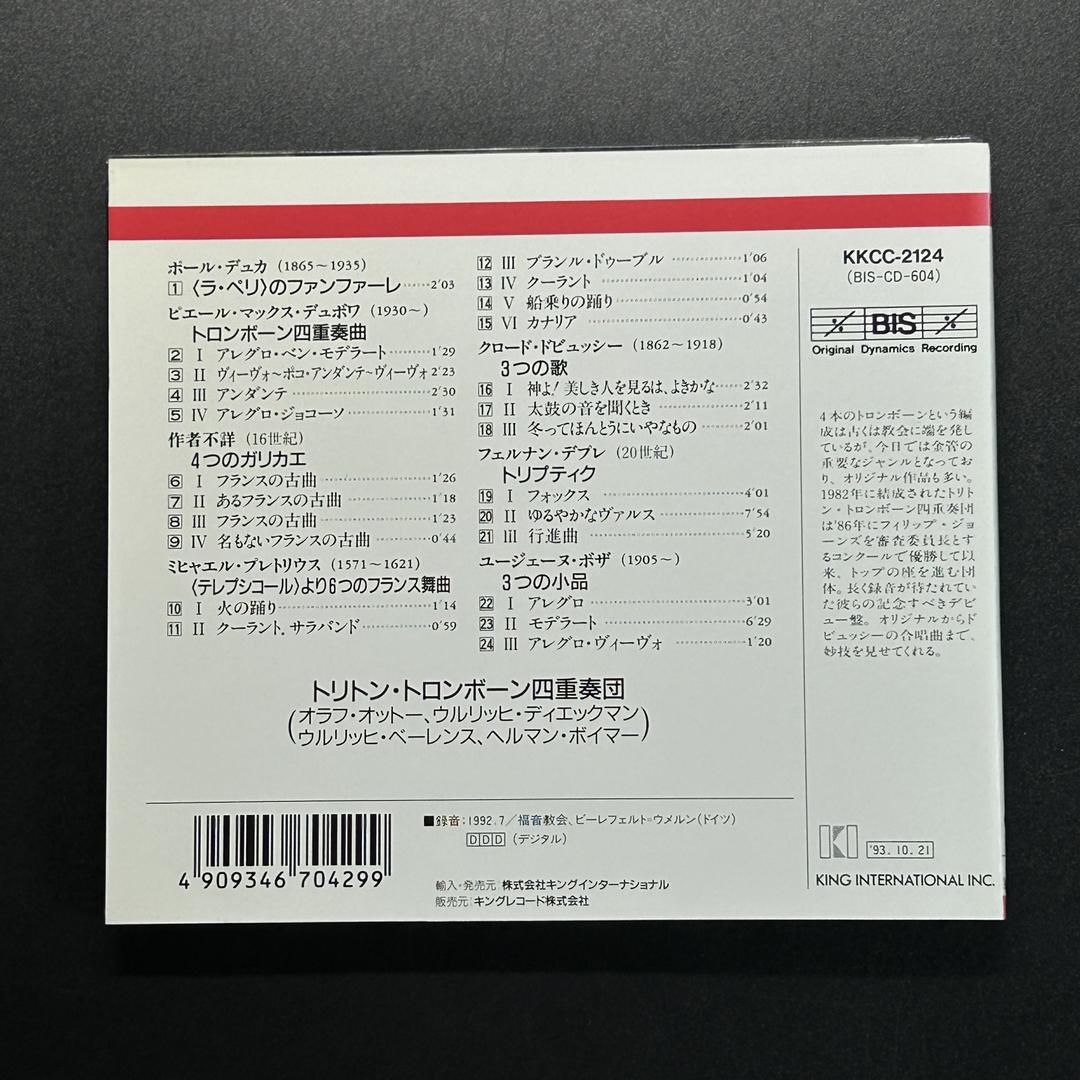 ポール・デュカ (1865〜1935)
1 〈ラ・ペリ〉のファンファーレ……2'03
ピエール・マックス・デュボワ (1930〜)
トロンボーン四重奏曲
2 I アレグロ・ベン・モデラート………1'29
3 II ヴィーヴォ〜ポコ・アンダンテ〜ヴィーヴォ 2'23
4 III アンダンテ………2'30
5 IV アレグロ・ジョコーソ………1'31
作者不詳 (16世紀)
4つのガリカエ
6 I フランスの古曲………1'26
7 II あるフランスの古曲………1'18
8 III フランスの古曲………1'23
9 IV 名もないフランスの古曲………0'44
ミヒャエル・プレトリウス (1571〜1621)
〈テレプシコール〉より6つのフランス舞曲
10 I 火の踊り………1'14
11 II クーラント, サラバンド………0'59
12 III ブランル・ドゥーブル………1'06
13 IV クーラント………1'04
14 V 船乗りの踊り………0'54
15 VI カナリア………0'43
クロード・ドビュッシー (1862〜1918)
3つの歌
16 I 神よ! 美しき人を見るは、よきかな……2'32
17 II 太鼓の音を聞くとき………2'11
18 III 冬ってほんとうにいやなもの………2'01
フェルナン・デプレ (20世紀)
トリプティク
19 I フォックス………4'01
20 II ゆるやかなヴァルス………7'54
21 III 行進曲………5'20
ユージェーヌ・ボザ (1905〜)
3つの小品
22 I アレグロ………3'01
23 II モデラート………6'29
24 III アレグロ・ヴィーヴォ………1'20
トリトン・トロンボーン四重奏団
(オラフ・オットー、ウルリッヒ・ディエックマン
ウルリッヒ・ベーレンス、ヘルマン・ボイマー)
4 909346 704299
■録音:1992.7/福音教会、ビーレフェルト=ウメルン(ドイツ)
DDD (デジタル)
輸入・発売元 株式会社キングインターナショナル
販売元 キングレコード株式会社
KKCC-2124
(BIS-CD-604)
BIS
Original Dynamics Recording
4本のトロンボーンという編
成は古くは教会に端を発し
ているが、今日では金管の
重要なジャンルとなってお
り、オリジナル作品も多い。
1982年に結成されたトリト
ン・トロンボーン四重奏団
は'86年にフィリップ・ジョ
ーンズを審査委員長とす
るコンクールで優勝して以
来、トップの座を進む団
体。長く録音が待たれてい
た彼らの記念すべきデビ
ュー盤。オリジナルからド
ビュッシーの合唱曲まで、
妙技を見せてくれる。
KI
'93.10.21
KING INTERNATIONAL INC.